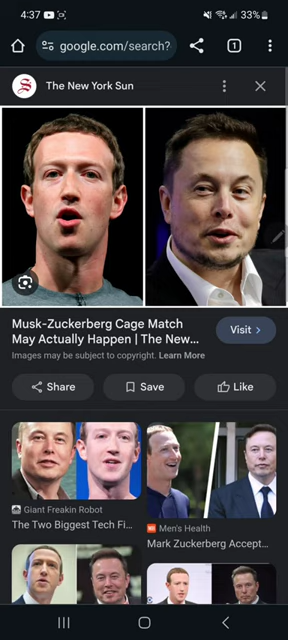 4:37
33%
google.com/search?
1
The New York Sun
Musk-Zuckerberg Cage Match
May Actually Happen | The New...
Visit >
Images may be subject to copyright. Learn More
Share
Save
Like
Giant Freakin Robot
The Two Biggest Tech Fi...
Men's Health
Mark Zuckerberg Accept...